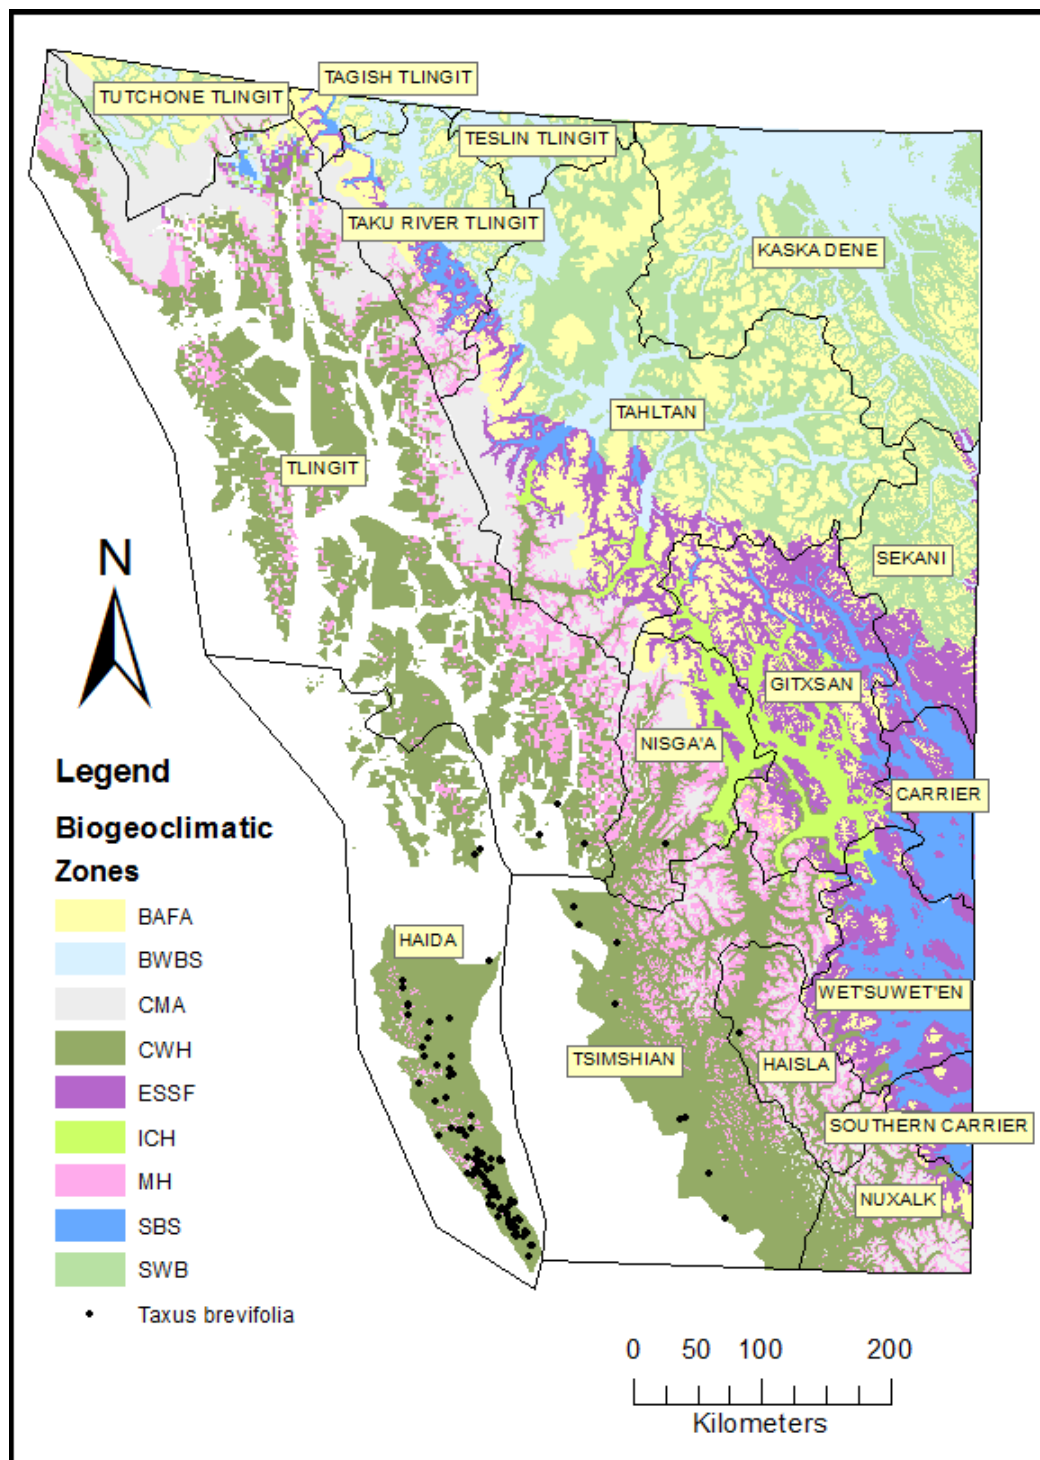 TAGISH TLINGIT
TUTCHONE TLINGIT
TESLIN TLINGIT
TAKU RIVER TLINGIT
KASKA DENE
TAHLTAN
TLINGIT
SEKANI
N
GITXSAN
NISGA'A
CARRIER
HAIDA
WET'SUWET'EN
TSIMSHIAN
HAISLA
SOUTHERN CARRIER
NUXALK
Legend
Biogeoclimatic
Zones
BAFA
BWBS
CMA
CWH
ESSF
ICH
MH
SBS
SWB
Taxus brevifolia
0 50 100 200
Kilometers